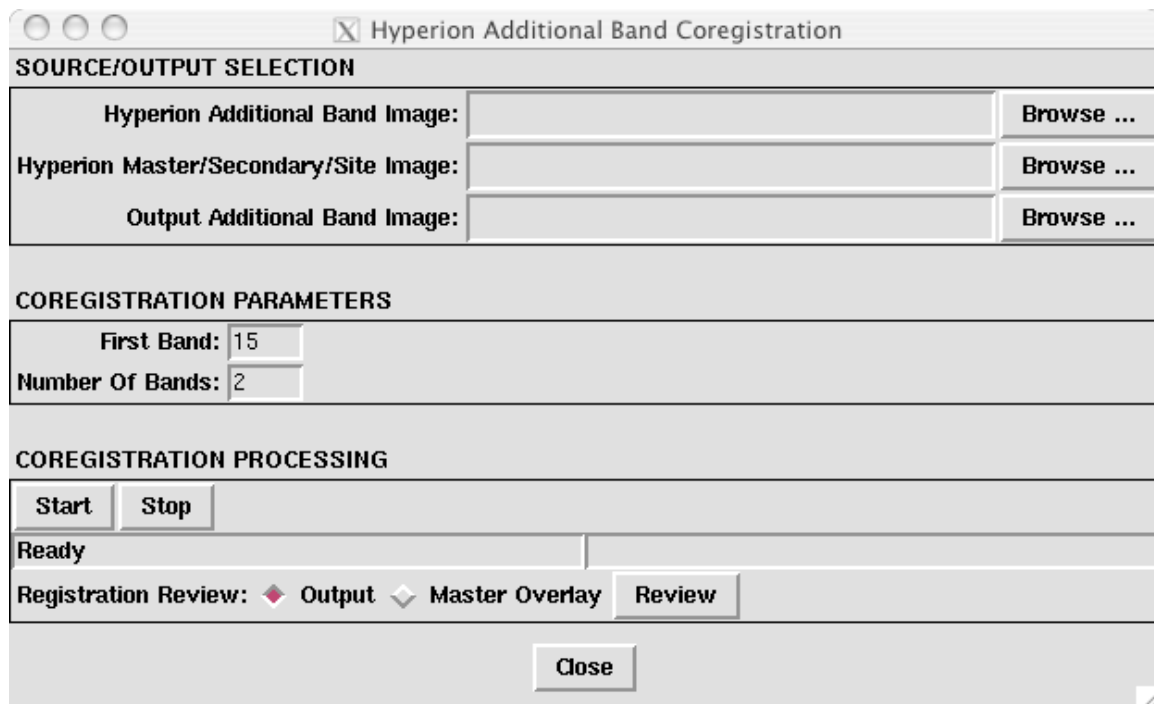 Hyperion Additional Band Coregistration
SOURCE/OUTPUT SELECTION
Hyperion Additional Band Image: Browse ...
Hyperion Master/Secondary/Site Image: Browse ...
Output Additional Band Image: Browse ...
COREGISTRATION PARAMETERS
First Band: 15
Number Of Bands: 2
COREGISTRATION PROCESSING
Start Stop
Ready
Registration Review: Output Master Overlay Review
Close